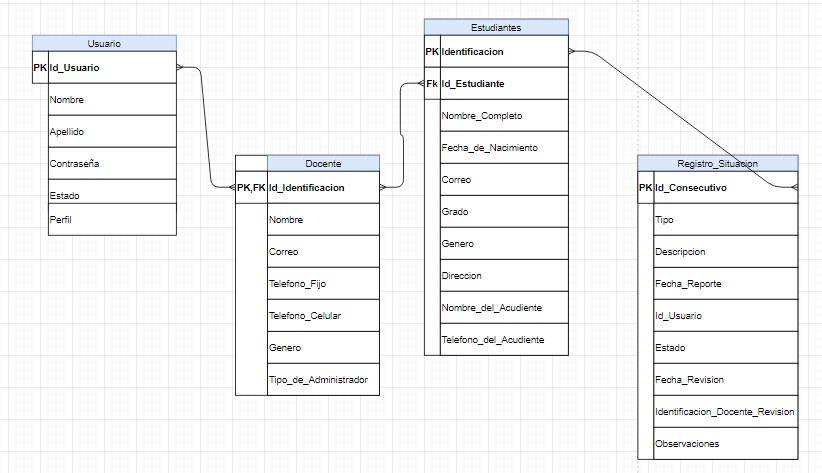 Usuario
PK Id_Usuario
Nombre
Apellido
Contraseña
Estado
Perfil
Docente
PK,FK Id_Identificacion
Nombre
Correo
Telefono_Fijo
Telefono_Celular
Genero
Tipo_de_Administrador
Estudiantes
PK Identificacion
Fk Id_Estudiante
Nombre_Completo
Fecha_de_Nacimiento
Correo
Grado
Genero
Direccion
Nombre_del_Acudiente
Telefono_del_Acudiente
Registro_Situacion
PK Id_Consecutivo
Tipo
Descripcion
Fecha_Reporte
Id_Usuario
Estado
Fecha_Revision
Identificacion_Docente_Revision
Observaciones